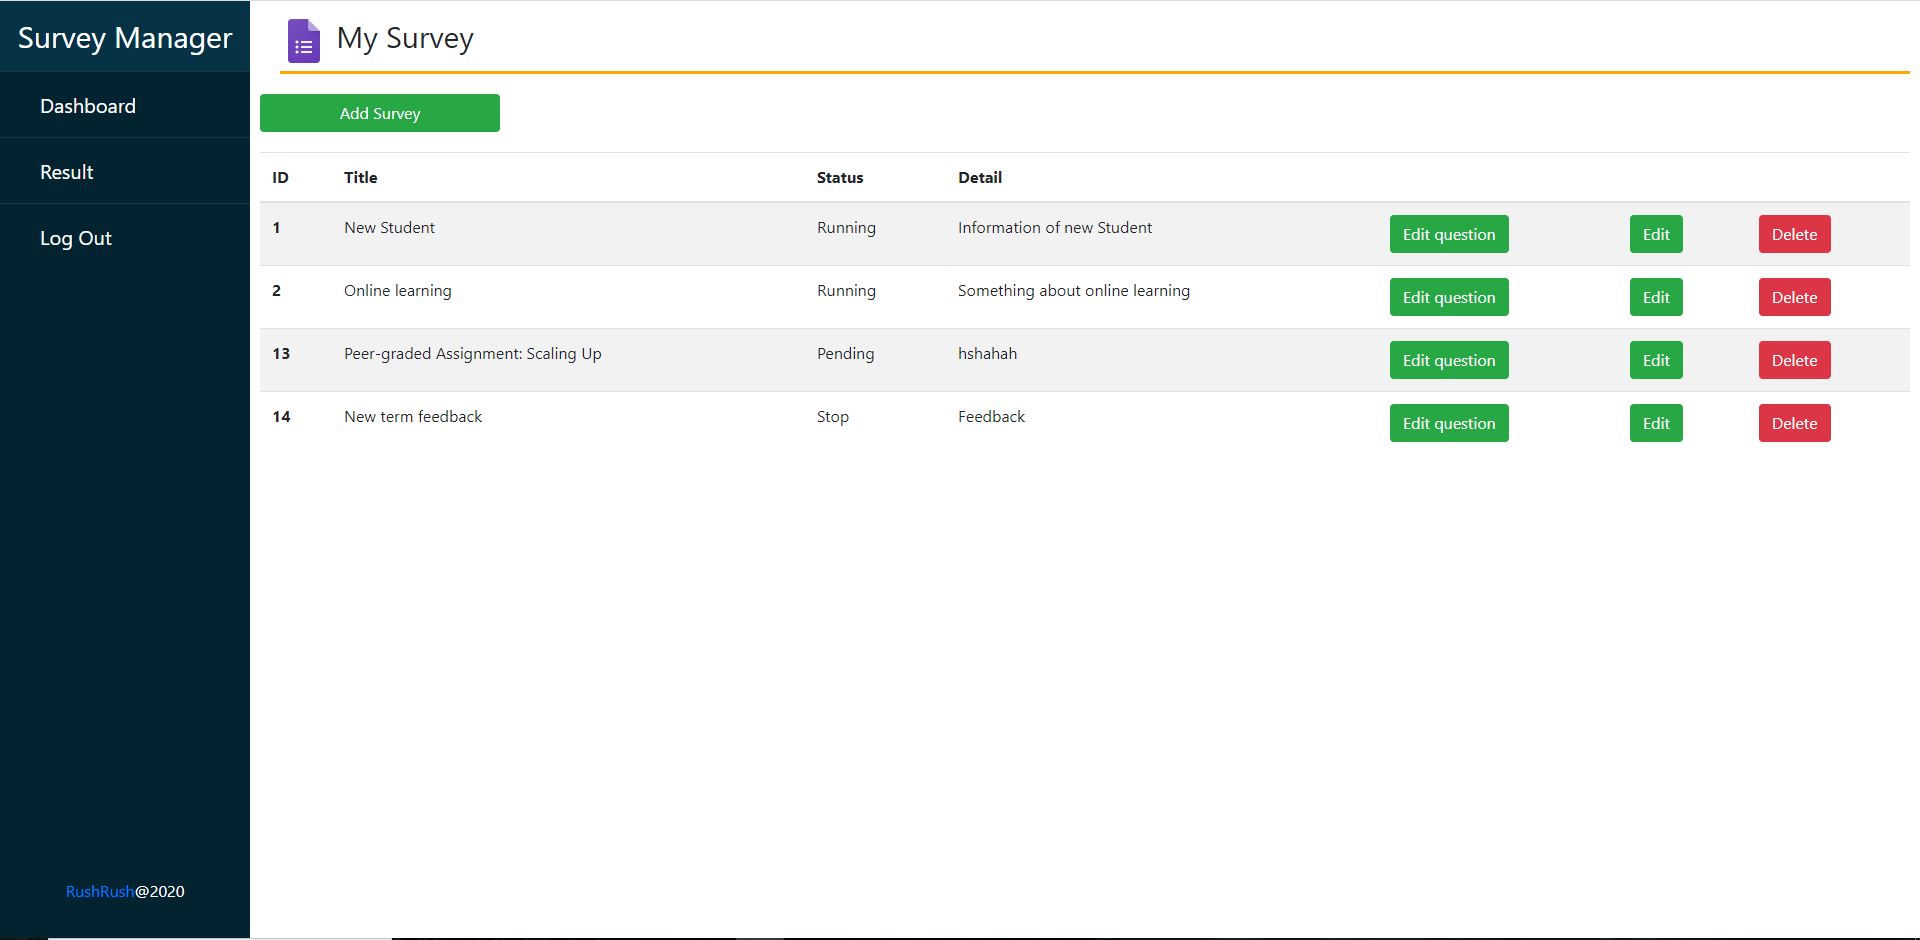 Survey Manager
My Survey
Dashboard
Result
Log Out
Add Survey
ID Title Status Detail
1 New Student Running Information of new Student Edit question Edit Delete
2 Online learning Running Something about online learning Edit question Edit Delete
13 Peer-graded Assignment: Scaling Up Pending hshahah Edit question Edit Delete
14 New term feedback Stop Feedback Edit question Edit Delete
RushRush@2020